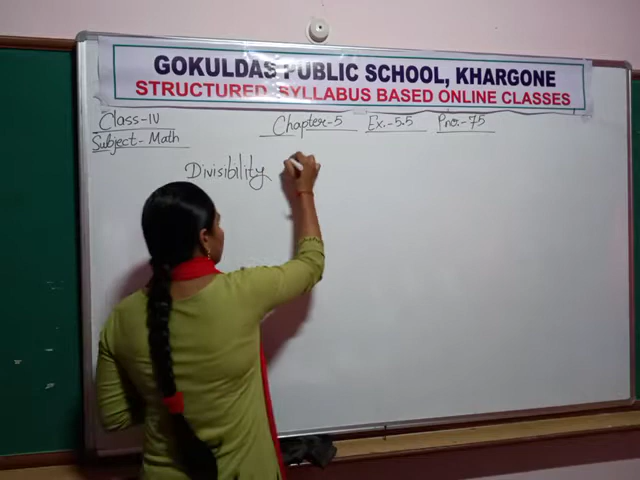 GOKULDAS PUBLIC SCHOOL, KHARGONE
STRUCTURED SYLLABUS BASED ONLINE CLASSES
Class-IV Chapter-5 Ex.-5.5 P.no.-75
Subject- Math
Divisibility